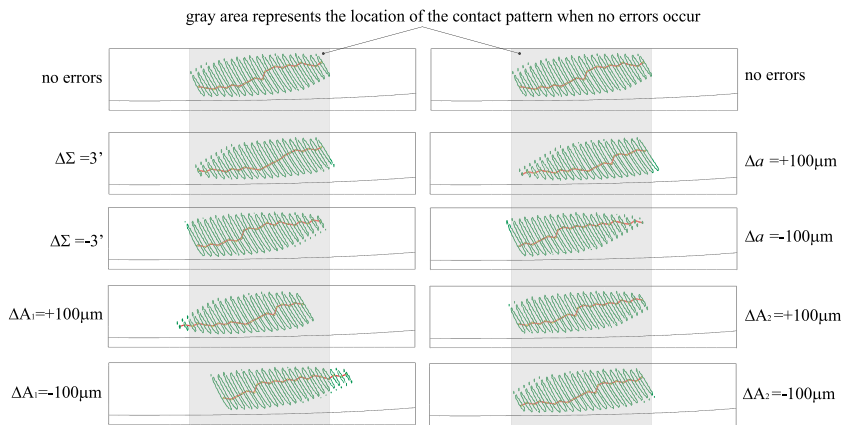 gray area represents the location of the contact pattern when no errors occur
no errors
no errors
ΔΣ =3’
Δa =+100μm
ΔΣ =-3’
Δa =-100μm
ΔA₁=+100μm
ΔA₂=+100μm
ΔA₁=-100μm
ΔA₂=-100μm